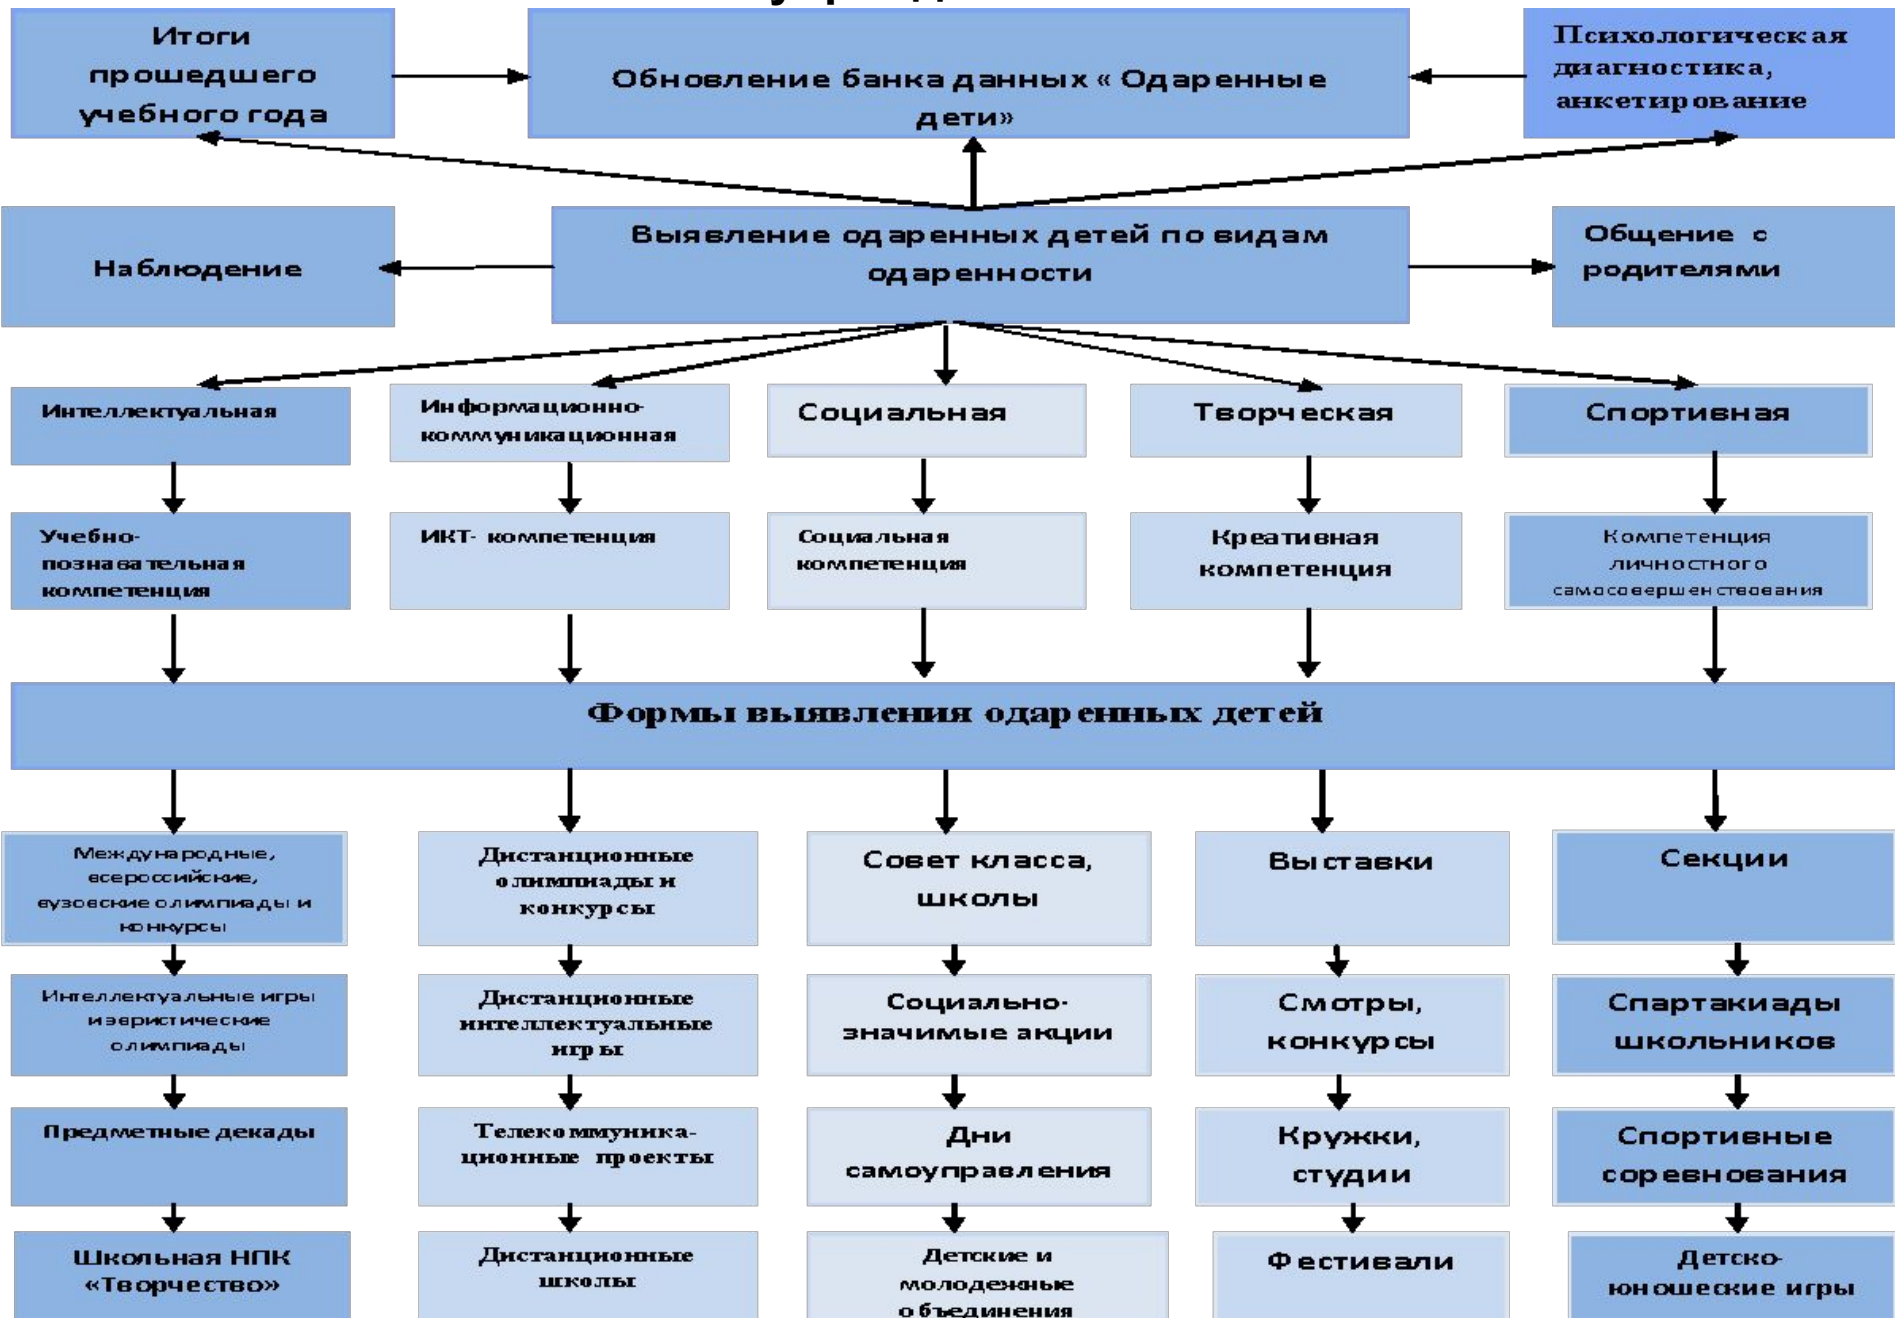 Итоги
прошедшего
учебного года
Обновление банка данных « Одаренные
дети»
Психологическая
диагностика,
анкетирование
Наблюдение
Выявление одаренных детей по видам
одаренности
Общение с
родителями
Интеллектуальная
Информационно-
коммуникационная
Социальная
Творческая
Спортивная
Учебно-
познавательная
компетенция
ИКТ- компетенция
Социальная
компетенция
Креативная
компетенция
Компетенция
личностного
самосовершенствования
Формы выявления одаренных детей
Международные,
всероссийские,
вузовские олимпиады и
конкурсы
Дистанционные
олимпиады и
конкурсы
Совет класса,
школы
Выставки
Секции
Интеллектуальные игры
и эвристические
олимпиады
Дистанционные
интеллектуальные
игры
Социально-
значимые акции
Смотры,
конкурсы
Спартакиады
школьников
Предметные декады
Телекоммуника-
ционные проекты
Дни
самоуправления
Кружки,
студии
Спортивные
соревнования
Школьная НПК
«Творчество»
Дистанционные
школы
Детские и
молодежные
объединения
Фестивали
Детско-
юношеские игры